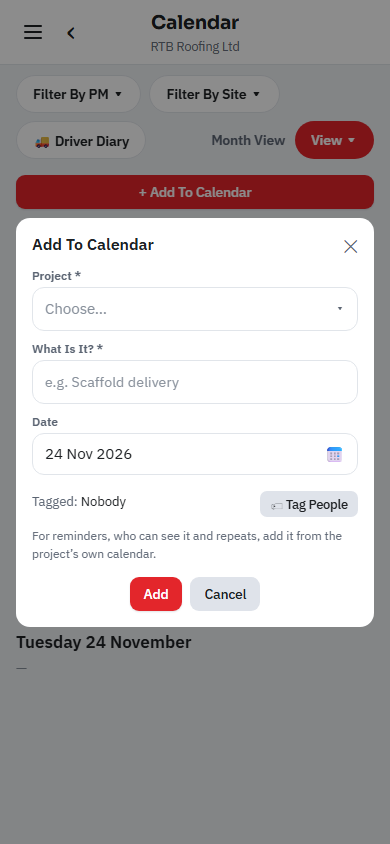 Calendar
RTB Roofing Ltd
Filter By PM
Filter By Site
Driver Diary
Month View
View
+ Add To Calendar
Add To Calendar
Project *
Choose...
What Is It? *
e.g. Scaffold delivery
Date
24 Nov 2026
Tagged: Nobody
Tag People
For reminders, who can see it and repeats, add it from the
project's own calendar.
Add
Cancel
Tuesday 24 November
—